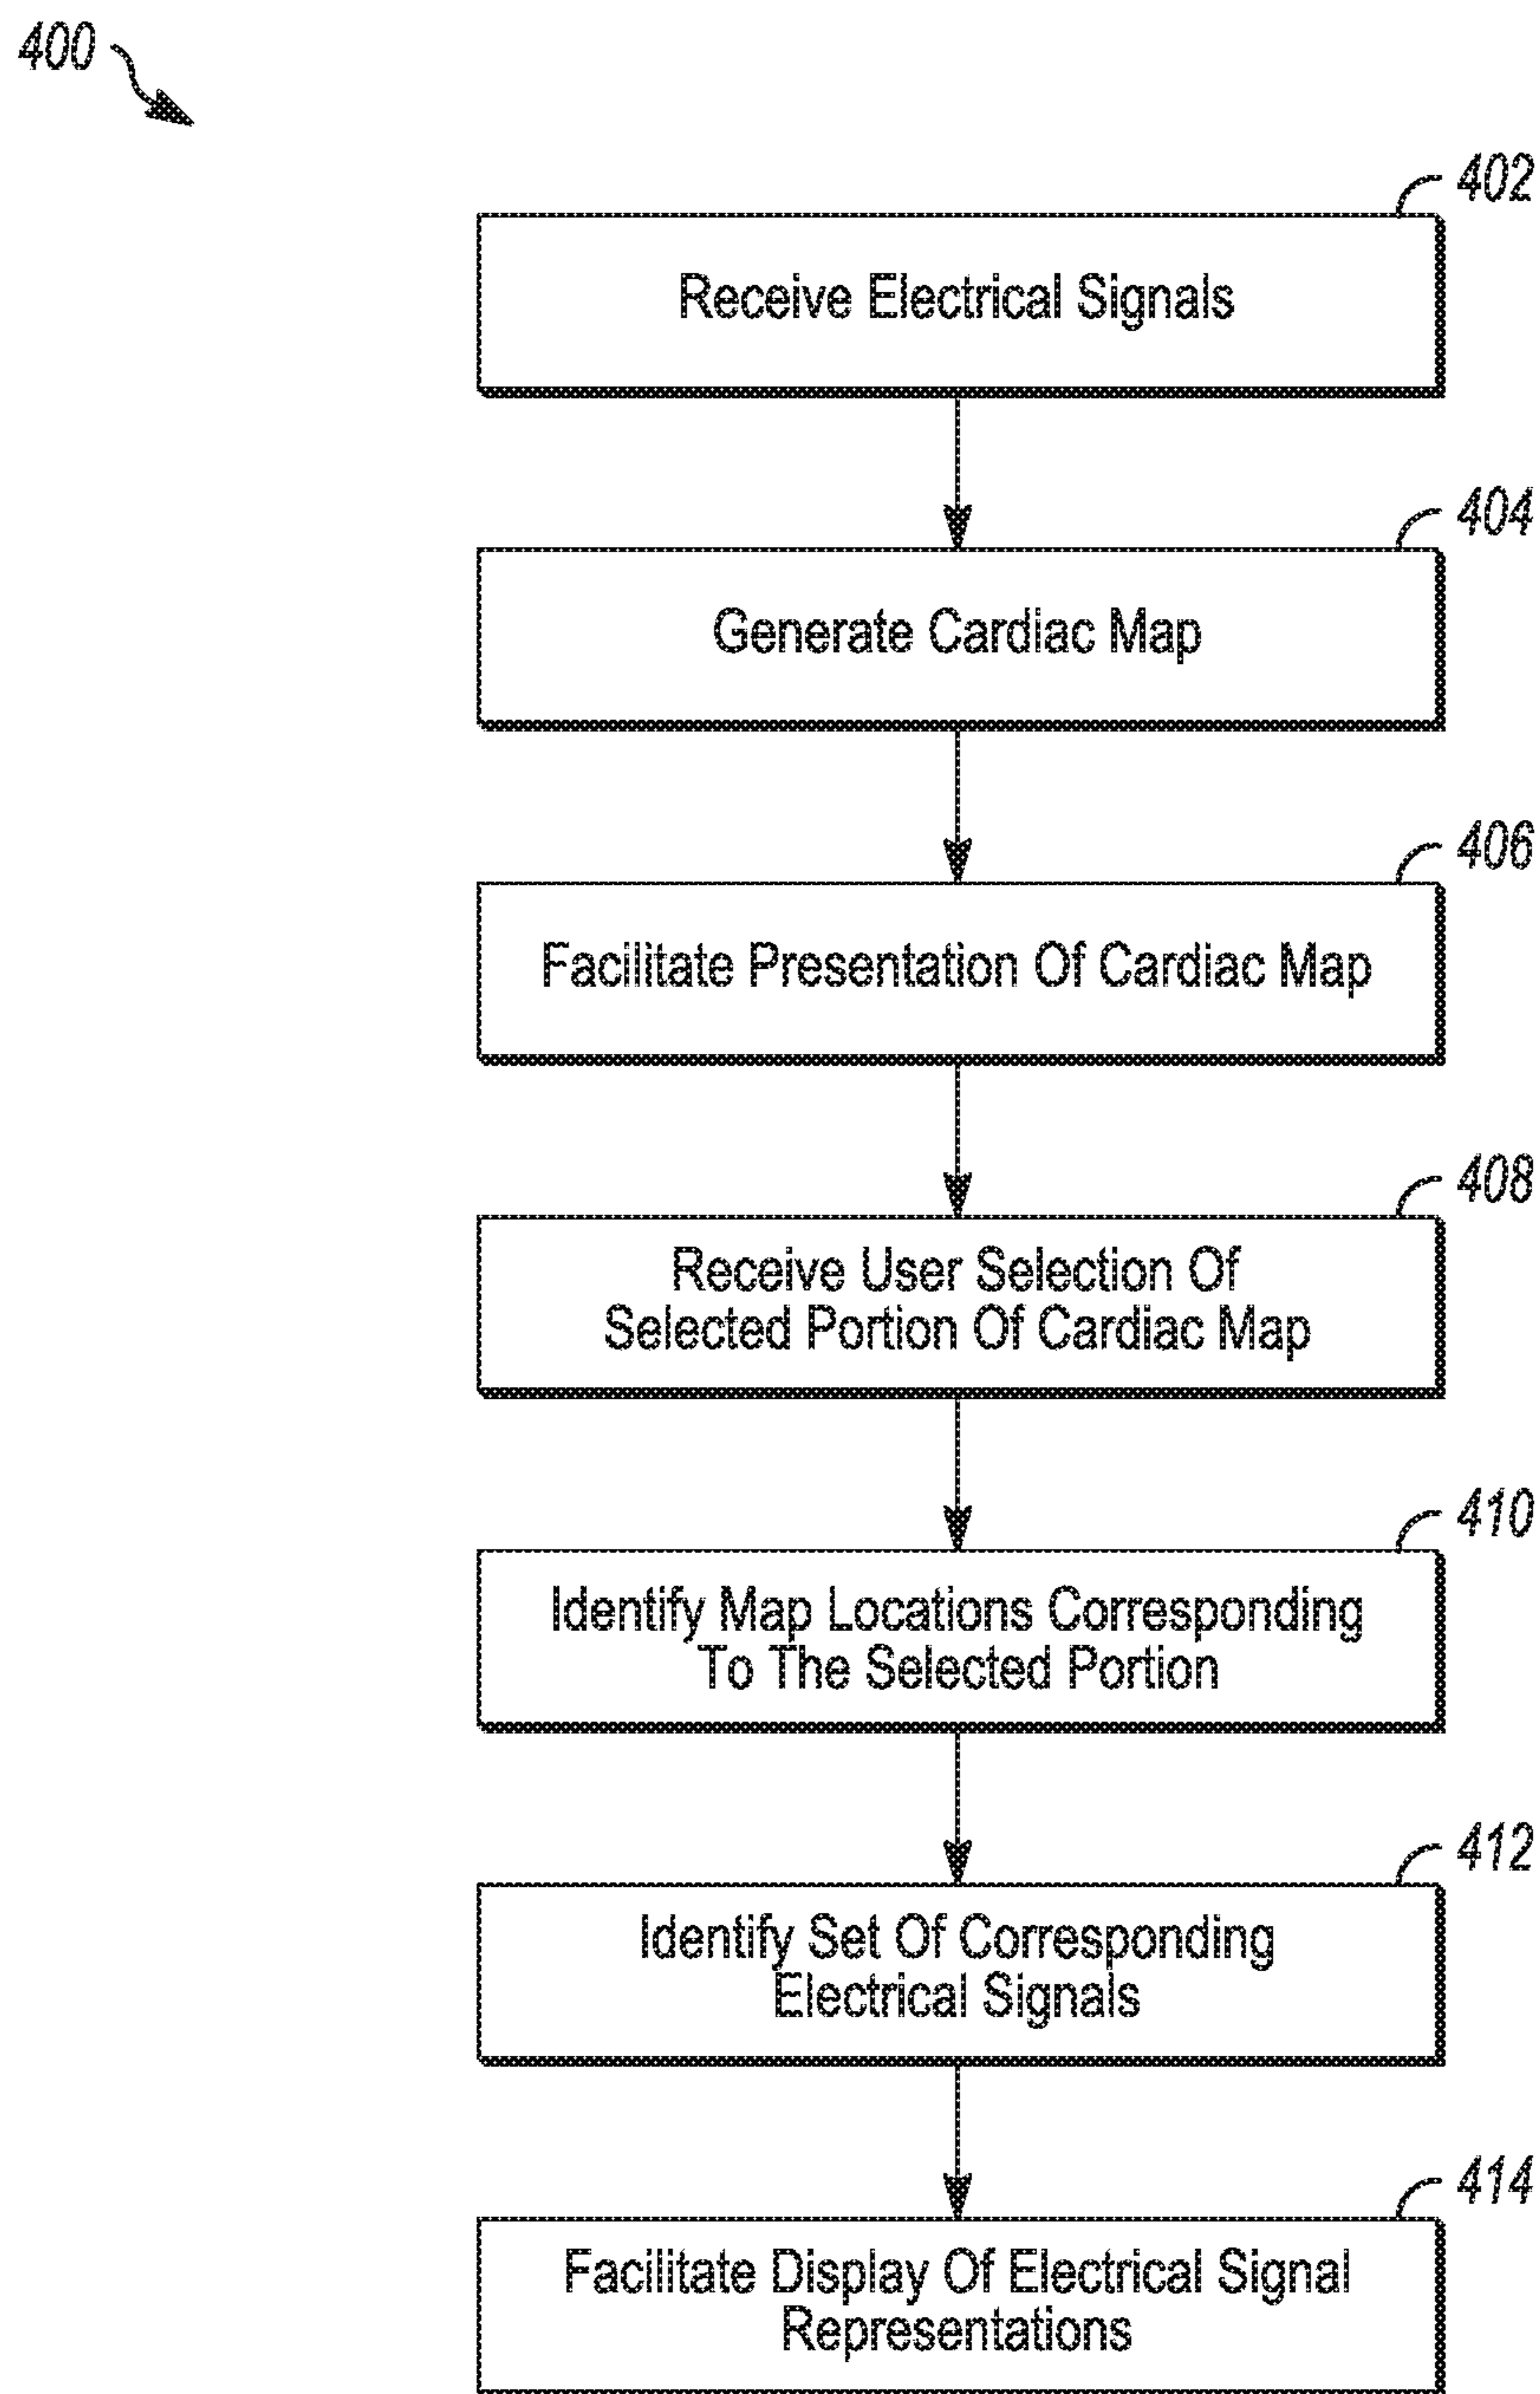 400
402
Receive Electrical Signals
404
Generate Cardiac Map
406
Facilitate Presentation Of Cardiac Map
408
Receive User Selection Of
Selected Portion Of Cardiac Map
410
Identify Map Locations Corresponding
To The Selected Portion
412
Identify Set Of Corresponding
Electrical Signals
414
Facilitate Display Of Electrical Signal
Representations